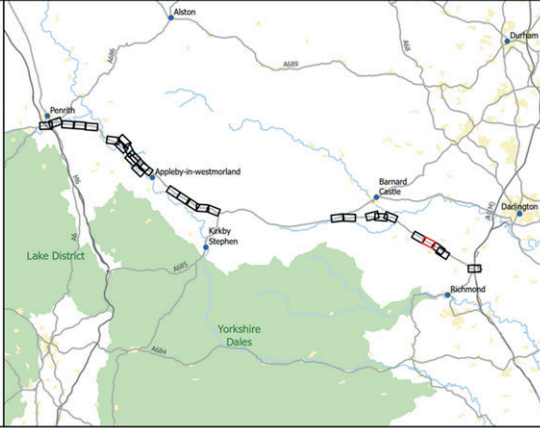 Alston
Durham
A686
A68
A689
Penrith
Appleby-in-westmorland
Barnard
Castle
M6
A6
Kirkby
Stephen
A1(M)
Darlington
Lake District
A685
Richmond
Yorkshire
Dales
A684